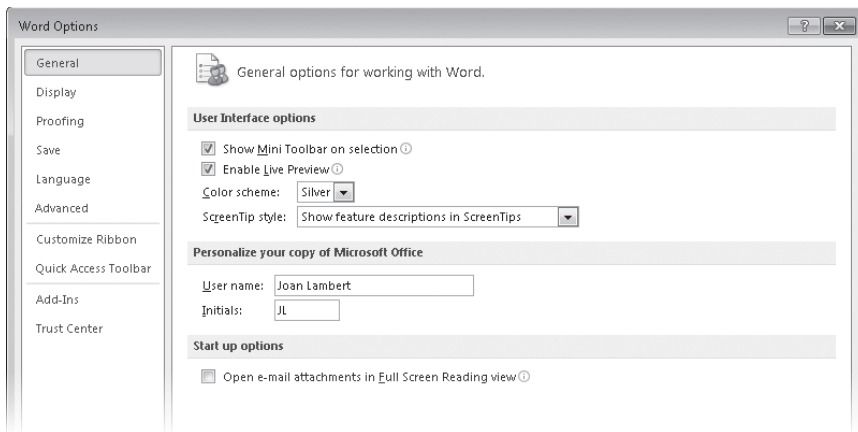 Word Options
General
Display
Proofing
Save
Language
Advanced
Customize Ribbon
Quick Access Toolbar
Add-Ins
Trust Center
General options for working with Word.
User Interface options
Show Mini Toolbar on selection
Enable Live Preview
Color scheme: Silver
ScreenTip style: Show feature descriptions in ScreenTips
Personalize your copy of Microsoft Office
User name: Joan Lambert
Initials: JL
Start up options
Open e-mail attachments in Full Screen Reading view